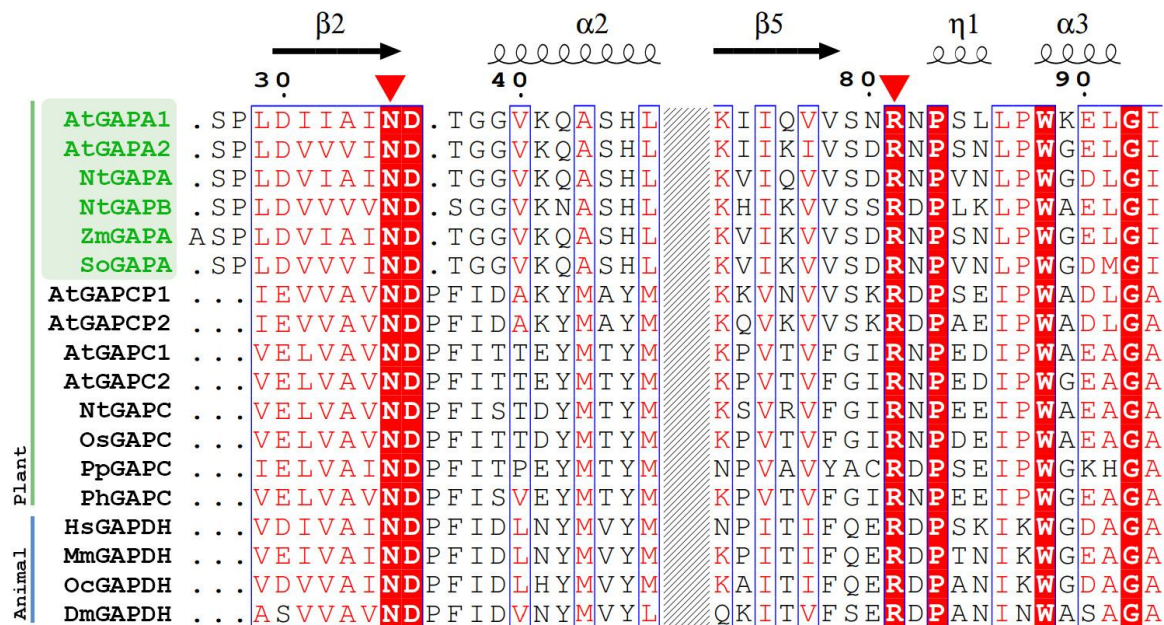 β2 α2 β5 η1 α3
30 40 80 90
AtGAPA1 .SPLDIIAIND.TGGVKQASHL KIIQVVSNRNPSLLPWKELGI
AtGAPA2 .SPLDVVVIND.TGGVKQASHL KIIKIVSDRNPSNLPWGELGI
NtGAPA .SPLDVIAIND.TGGVKQASHL KVIQVVSDRNPVNLPWGDLGI
NtGAPB .SPLDVVVVND.SGGVKNASHL KHIKVVSSRDPLKLPWAELGI
ZmGAPA ASPLDVIAIND.TGGVKQASHL KVIKVVSDRNPSNLPWGELGI
SoGAPA .SPLDVVVIND.TGGVKQASHL KVIKVVSDRNPVNLPWGDMGI
AtGAPCP1 ...IEVVAVNDPFIDAKYMAYM KKVNVVSKRDPSEIPWADLGA
AtGAPCP2 ...IEVVAVNDPFIDAKYMAYM KQVKVVSKRDPAEIPWADLGA
AtGAPC1 ...VELVAVNDPFITTEYMTYM KPVTVFGIRNPEDIPWAEAGA
AtGAPC2 ...VELVAVNDPFITTEYMTYM KPVTVFGIRNPEDIPWAEAGA
NtGAPC ...VELVAVNDPFISTDYMTYM KSVRVFGIRNPEEIPWAEAGA
OsGAPC ...VELVAVNDPFITTDYMTYM KPVTVFGIRNPDEIPWAEAGA
PpGAPC ...IELVAVNDPFITPEYMTYM NPVAVYACRDPSEIPWGKHGA
PhGAPC ...VELVAVNDPFISVEYMTYM KPVTVFGIRNPEEIPWGEAGA
HsGAPDH ...VDIVAINDPFIDLNYMVYM NPITIFQERDPSKIKWGDAGA
MmGAPDH ...VEIVAINDPFIDLNYMVYM KPITIFQERDPTNIKWGEAGA
OcGAPDH ...VDVVAINDPFIDLHYMVYM KAITIFQERDPANIKWGDAGA
DmGAPDH ...ASVVAVNDPFIDVNYMVYL QKITVFSERDPANINWASAGA
Plant
Animal